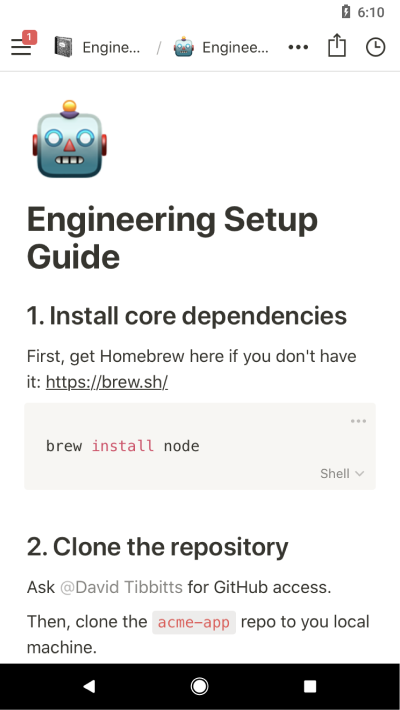 6:10
1
Engine... / Enginee...
Engineering Setup
Guide
1. Install core dependencies
First, get Homebrew here if you don't have
it: https://brew.sh/
brew install node
Shell
2. Clone the repository
Ask @David Tibbitts for GitHub access.
Then, clone the acme-app repo to you local
machine.